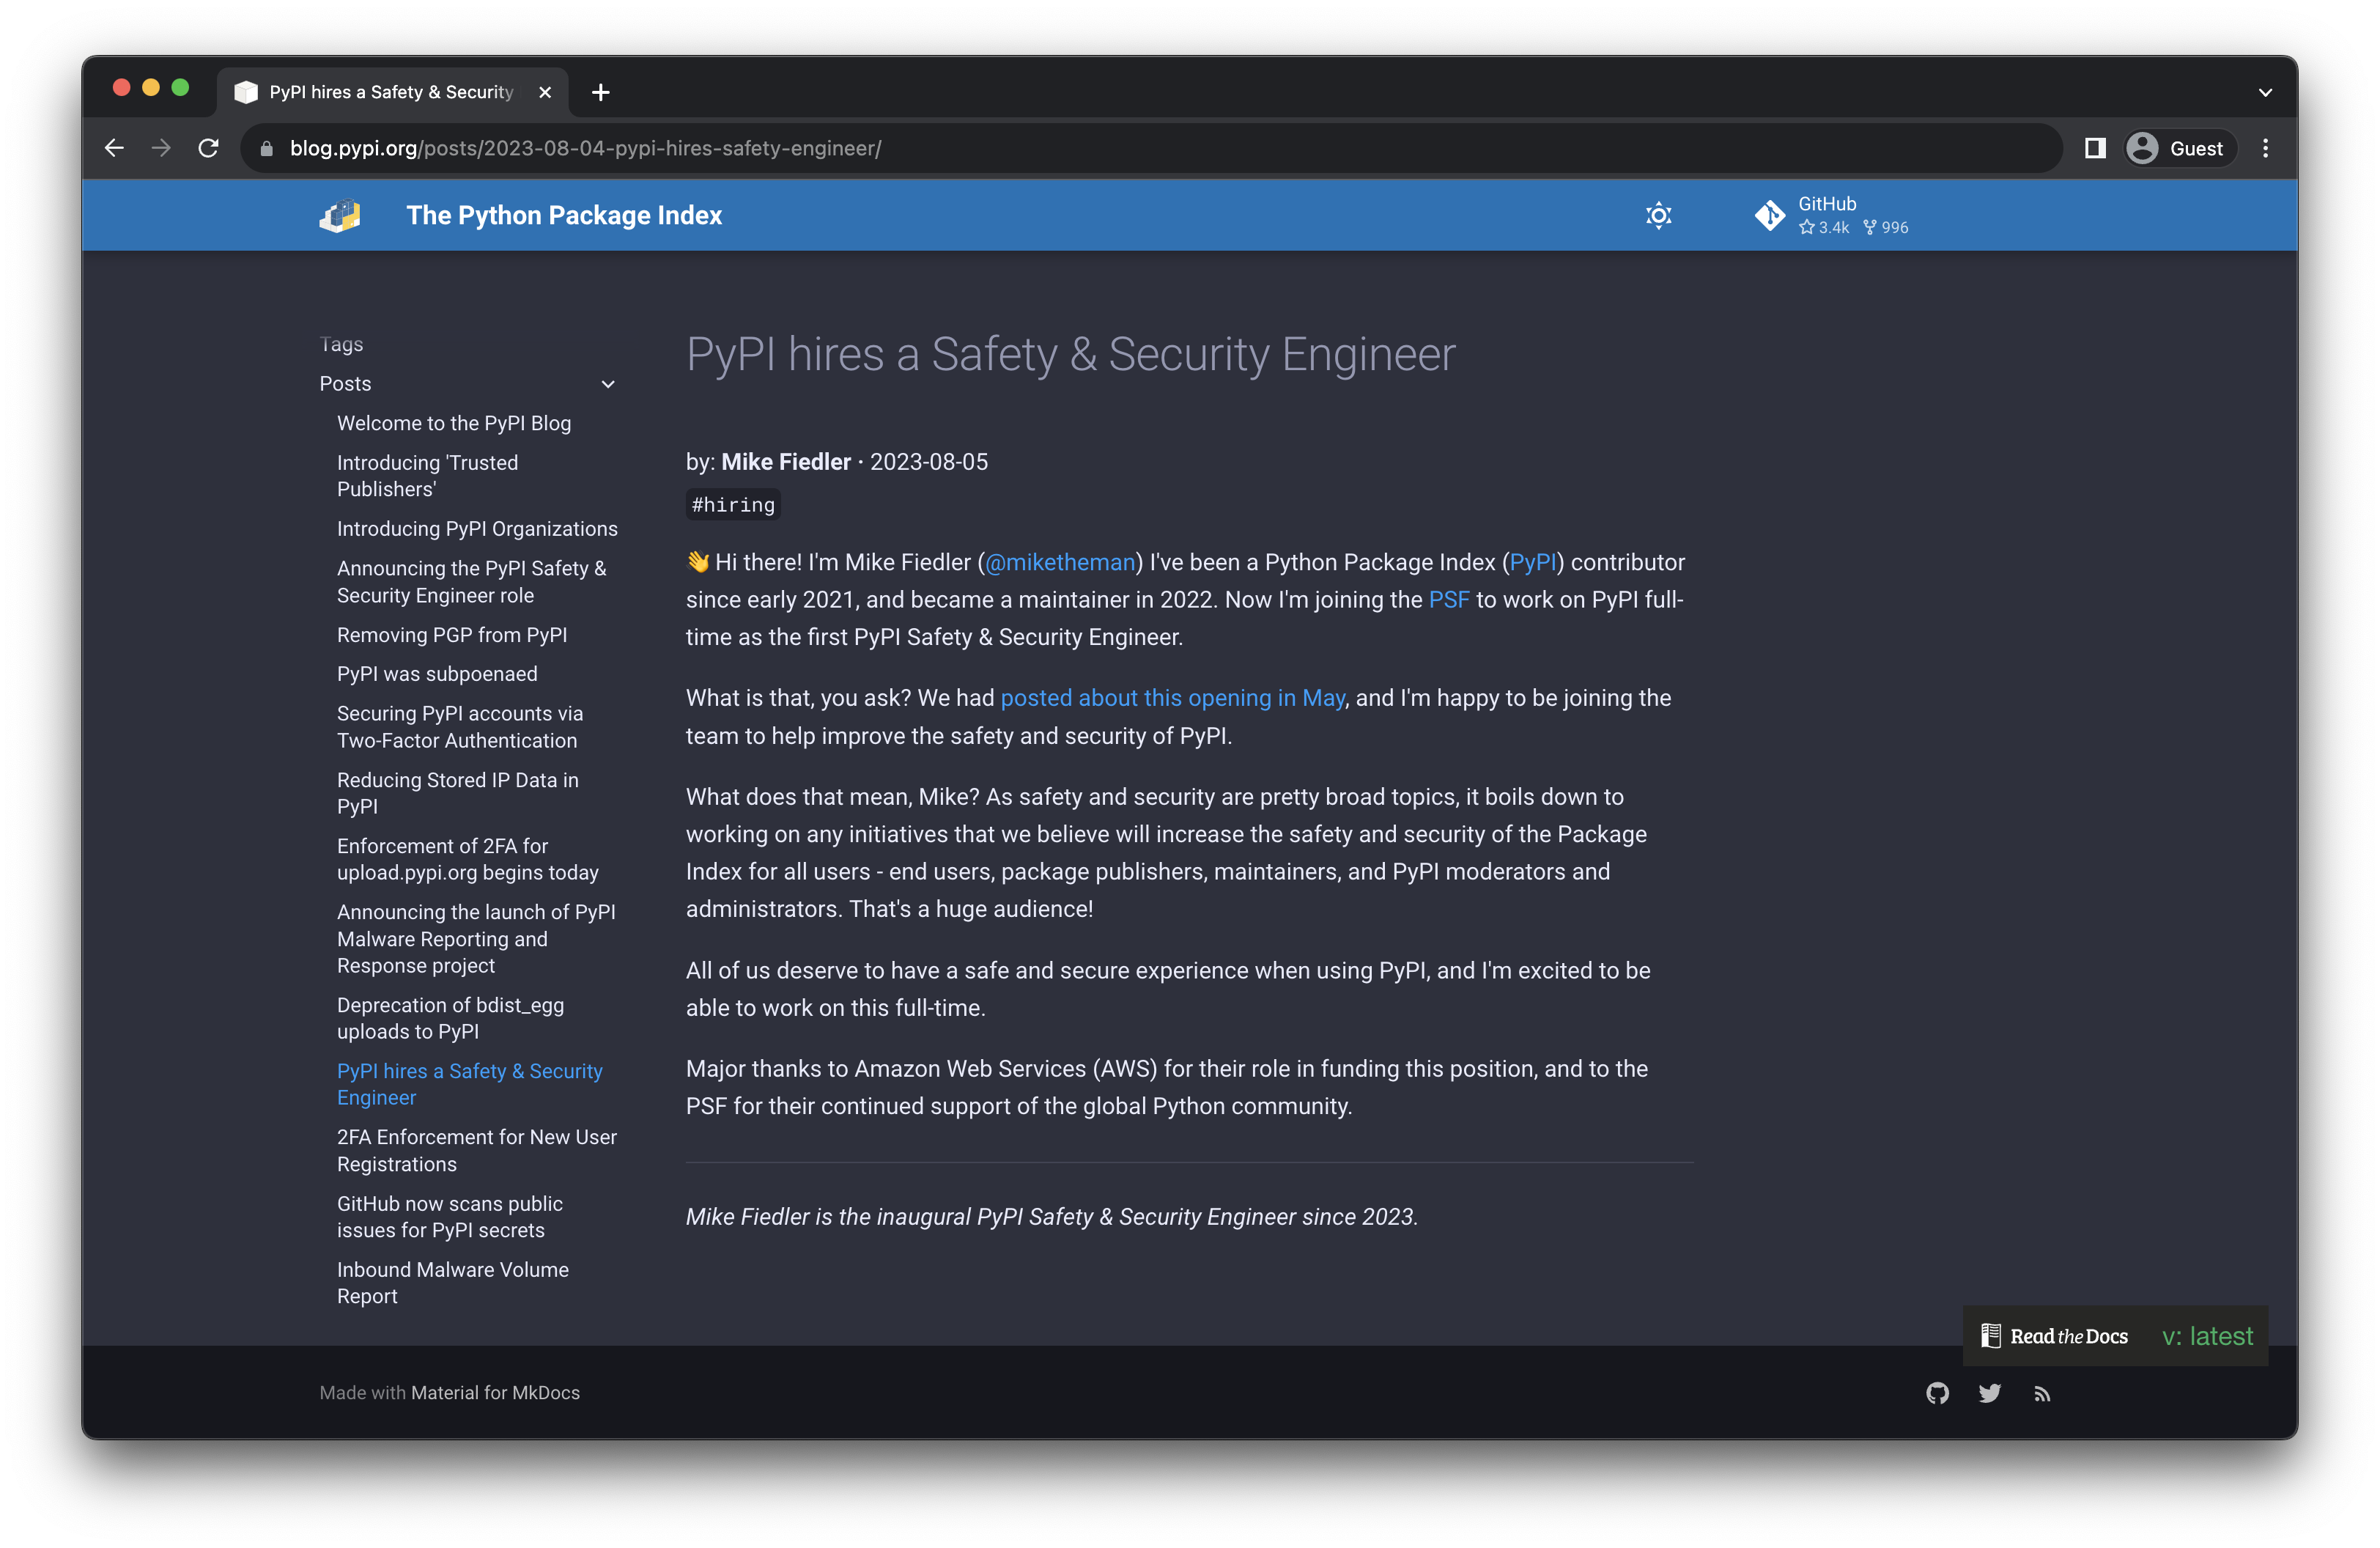 PyPI hires a Safety & Security
blog.pypi.org/posts/2023-08-04-pypi-hires-safety-engineer/
Guest
The Python Package Index
GitHub
3.4k 996
Tags
Posts
Welcome to the PyPI Blog
Introducing 'Trusted
Publishers'
Introducing PyPI Organizations
Announcing the PyPI Safety &
Security Engineer role
Removing PGP from PyPI
PyPI was subpoenaed
Securing PyPI accounts via
Two-Factor Authentication
Reducing Stored IP Data in
PyPI
Enforcement of 2FA for
upload.pypi.org begins today
Announcing the launch of PyPI
Malware Reporting and
Response project
Deprecation of bdist_egg
uploads to PyPI
PyPI hires a Safety & Security
Engineer
2FA Enforcement for New User
Registrations
GitHub now scans public
issues for PyPI secrets
Inbound Malware Volume
Report
PyPI hires a Safety & Security Engineer
by: Mike Fiedler · 2023-08-05
#hiring
👋 Hi there! I'm Mike Fiedler (@miketheman) I've been a Python Package Index (PyPI) contributor
since early 2021, and became a maintainer in 2022. Now I'm joining the PSF to work on PyPI full-
time as the first PyPI Safety & Security Engineer.
What is that, you ask? We had posted about this opening in May, and I'm happy to be joining the
team to help improve the safety and security of PyPI.
What does that mean, Mike? As safety and security are pretty broad topics, it boils down to
working on any initiatives that we believe will increase the safety and security of the Package
Index for all users - end users, package publishers, maintainers, and PyPI moderators and
administrators. That's a huge audience!
All of us deserve to have a safe and secure experience when using PyPI, and I'm excited to be
able to work on this full-time.
Major thanks to Amazon Web Services (AWS) for their role in funding this position, and to the
PSF for their continued support of the global Python community.
Mike Fiedler is the inaugural PyPI Safety & Security Engineer since 2023.
Read the Docs v: latest
Made with Material for MkDocs